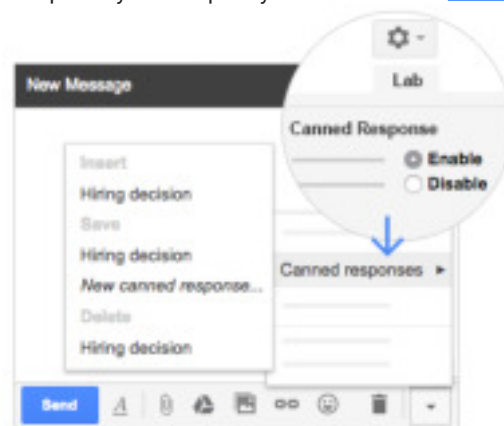 New Message
Lab
Canned Response
Enable
Disable
Insert
Hiring decision
Save
Hiring decision
New canned response...
Delete
Hiring decision
Canned responses
Send
A